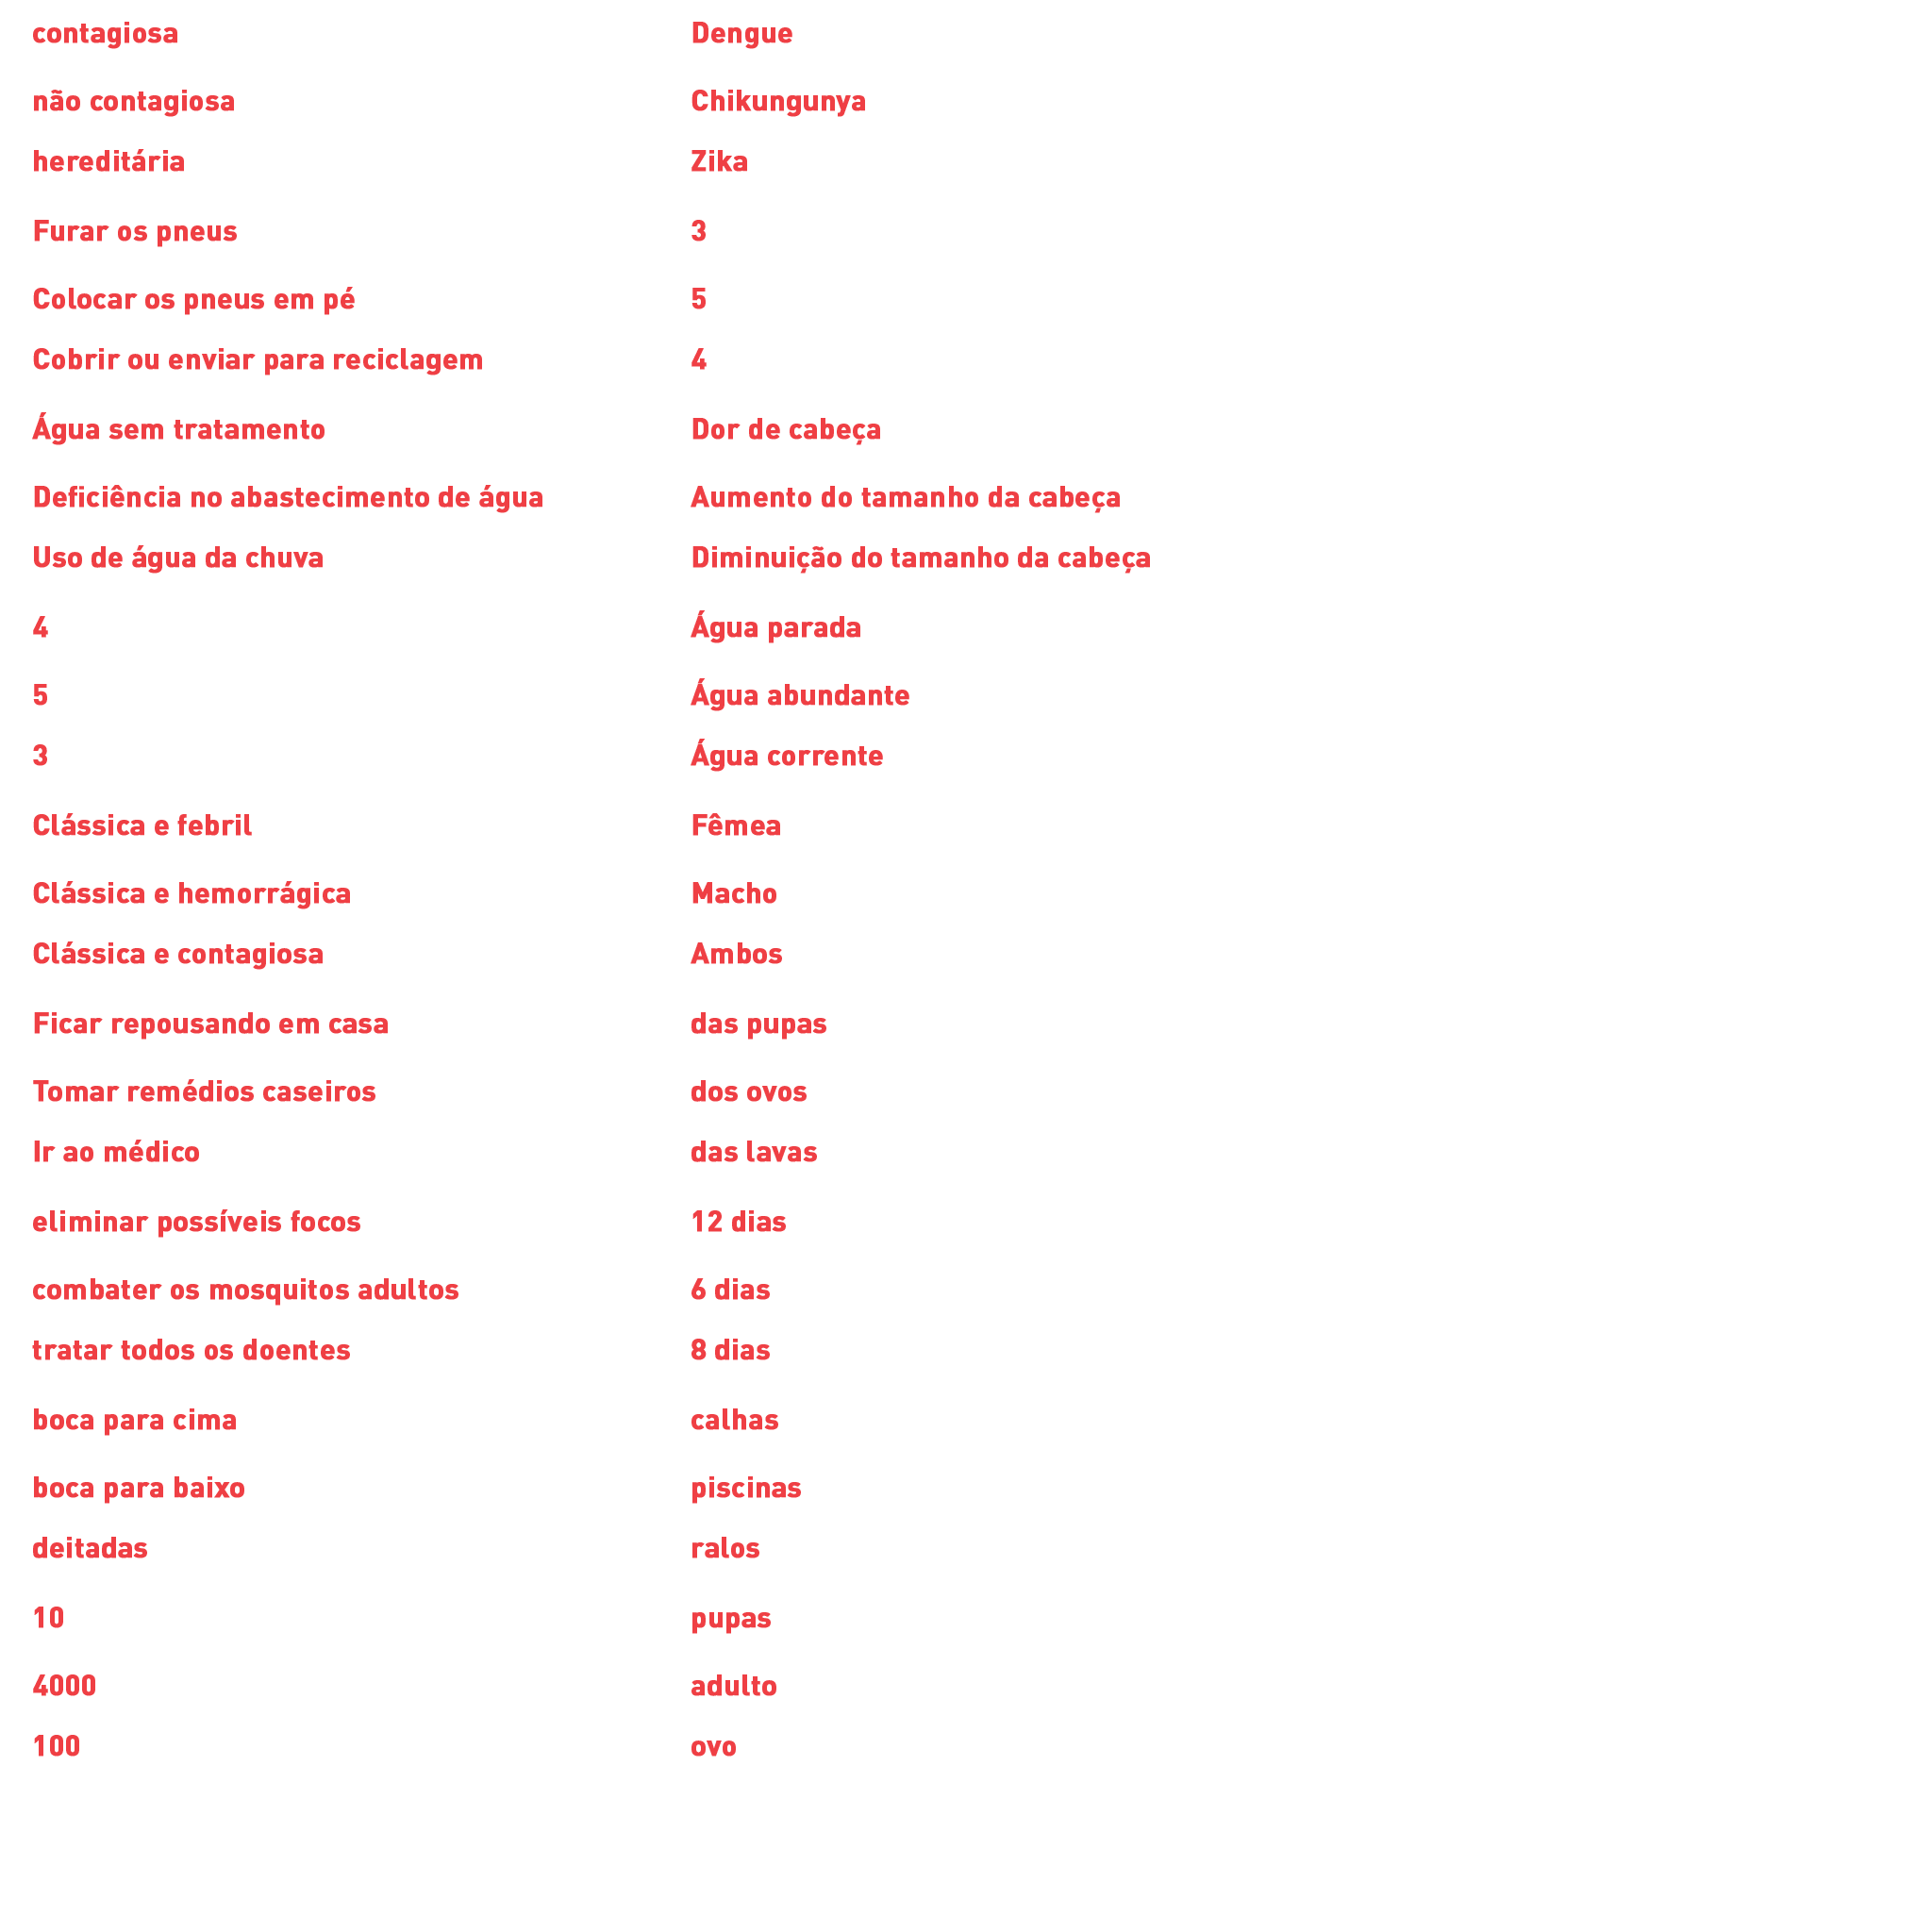 contagiosa
não contagiosa
hereditária
Furar os pneus
Colocar os pneus em pé
Cobrir ou enviar para reciclagem
Água sem tratamento
Deficiência no abastecimento de água
Uso de água da chuva
4
5
3
Clássica e febril
Clássica e hemorrágica
Clássica e contagiosa
Ficar repousando em casa
Tomar remédios caseiros
Ir ao médico
eliminar possíveis focos
combater os mosquitos adultos
tratar todos os doentes
boca para cima
boca para baixo
deitadas
10
4000
100
Dengue
Chikungunya
Zika
3
5
4
Dor de cabeça
Aumento do tamanho da cabeça
Diminuição do tamanho da cabeça
Água parada
Água abundante
Água corrente
Fêmea
Macho
Ambos
das pupas
dos ovos
das lavas
12 dias
6 dias
8 dias
calhas
piscinas
ralos
pupas
adulto
ovo